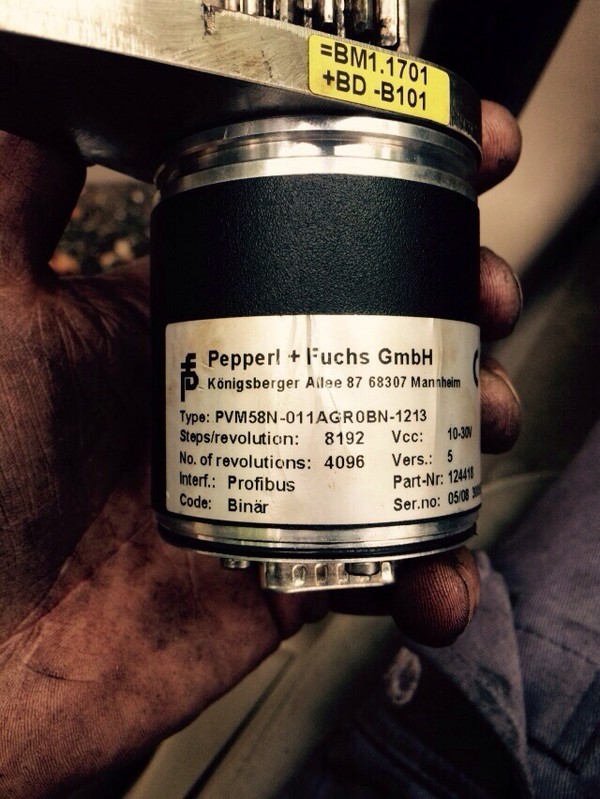 =BM1.1701
+BD -B101
Pepperl + Fuchs GmbH
Königsberger Allee 87 68307 Mannheim
Type: PVM58N-011AGR0BN-1213
Steps/revolution: 8192 Vcc: 10-30V
No. of revolutions: 4096 Vers.: 5
Interf.: Profibus Part-Nr: 124418
Code: Binär Ser.no: 05/08